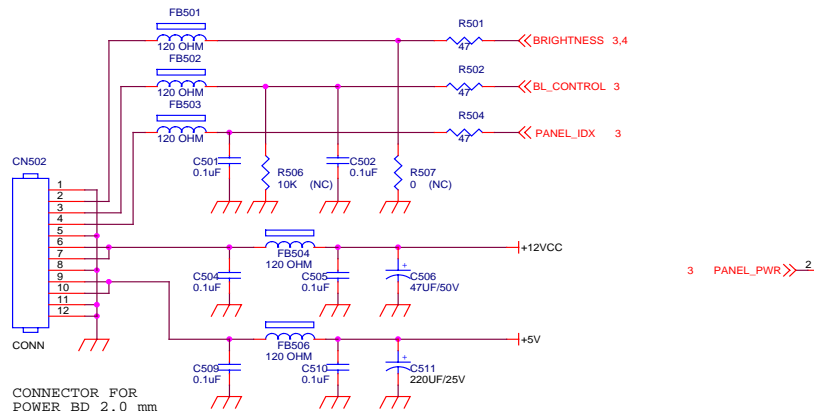 FB501
R501
120 OHM
47
BRIGHTNESS 3,4
FB502
R502
120 OHM
47
BL_CONTROL 3
FB503
R504
120 OHM
47
PANEL_IDX 3
CN502
C501
0.1uF
R506
10K (NC)
C502
0.1uF
R507
0 (NC)
1
2
3
4
5
6
7
8
9
10
11
12
CONN
+12VCC
FB504
120 OHM
C504
0.1uF
C505
0.1uF
+
C506
47UF/50V
3 PANEL_PWR
2
+5V
FB506
120 OHM
C509
0.1uF
C510
0.1uF
+
C511
220UF/25V
CONNECTOR FOR
POWER BD 2.0 mm